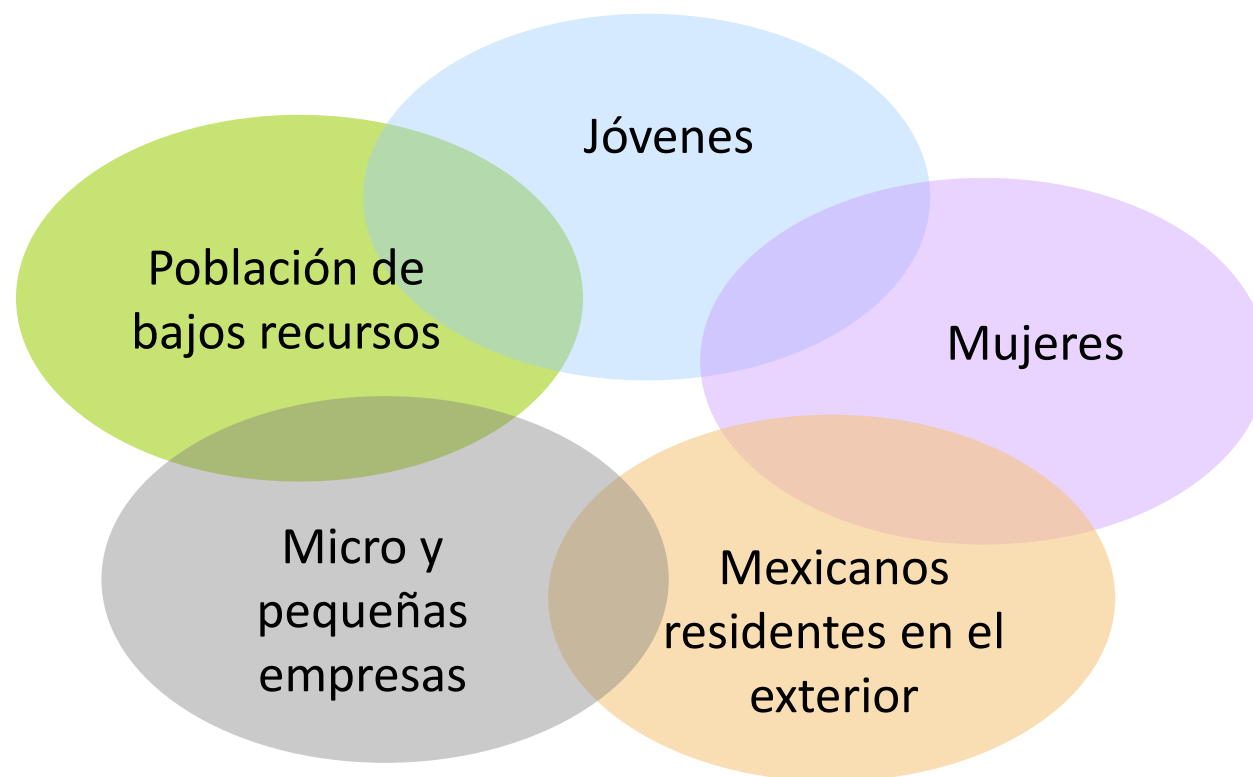 Jóvenes
Población de
bajos recursos
Mujeres
Micro y
pequeñas
empresas
Mexicanos
residentes en el
exterior